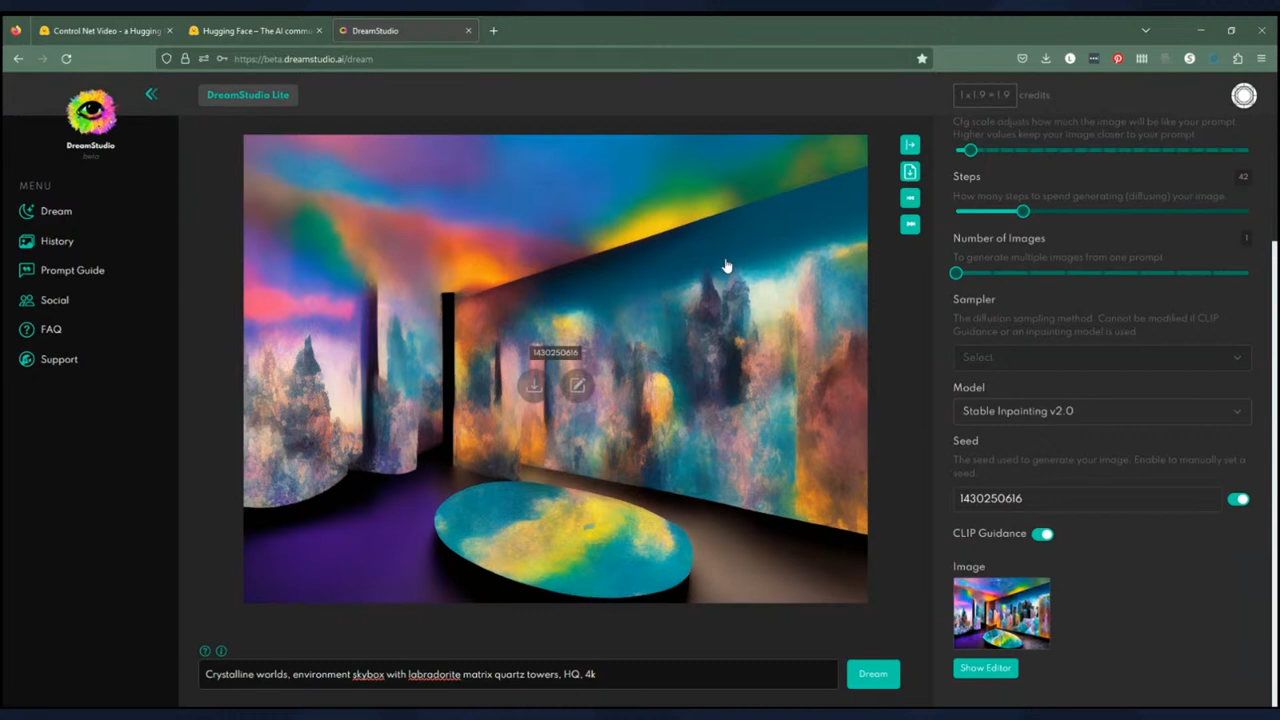 Control Net Video - a Hugging
Hugging Face – The AI commu
DreamStudio
https://beta.dreamstudio.ai/dream
DreamStudio
beta
MENU
Dream
History
Prompt Guide
Social
FAQ
Support
DreamStudio Lite
1430250616
Crystalline worlds, environment skybox with labradorite matrix quartz towers, HQ, 4k
Dream
1 x 1.9 = 1.9 credits
Cfg scale adjusts how much the image will be like your prompt.
Higher values keep your image closer to your prompt.
Steps
42
How many steps to spend generating (diffusing) your image.
Number of Images
1
To generate multiple images from one prompt
Sampler
The diffusion sampling method. Cannot be modified if CLIP
Guidance or an inpainting model is used.
Select
Model
Stable Inpainting v2.0
Seed
The seed used to generate your image. Enable to manually set a
seed.
1430250616
CLIP Guidance
Image
Show Editor